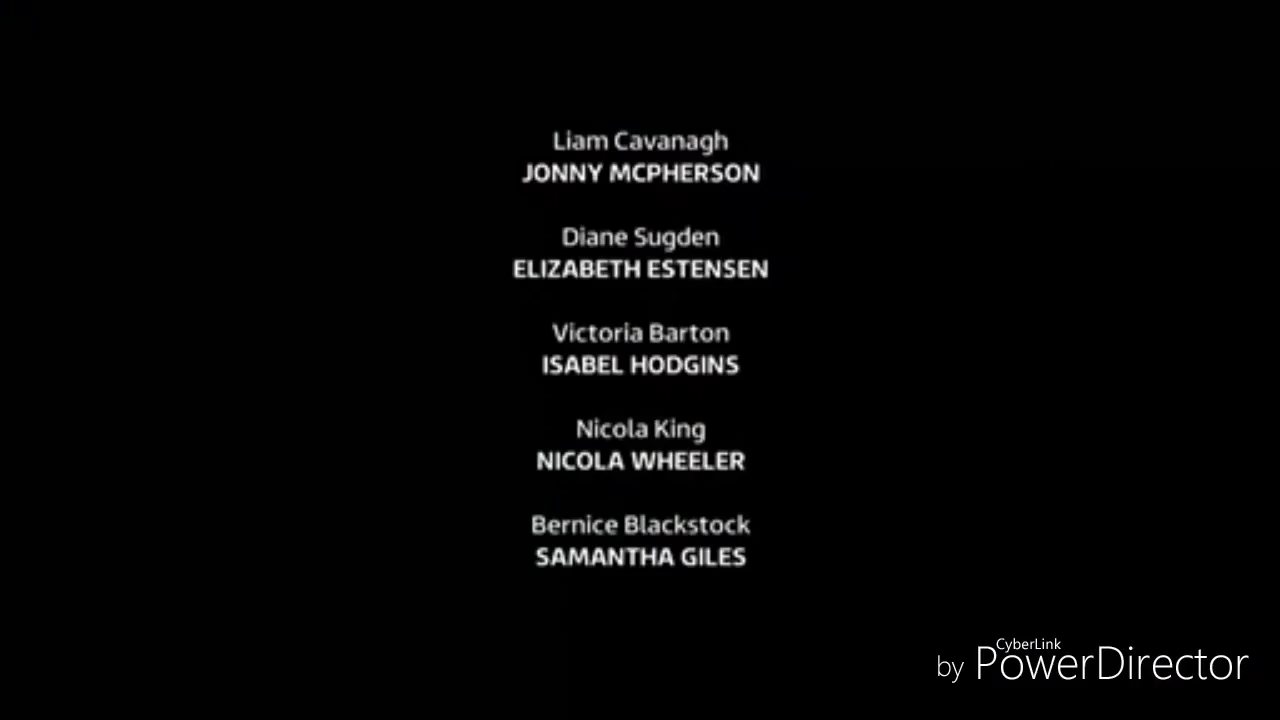 Liam Cavanagh
JONNY MCPHERSON
Diane Sugden
ELIZABETH ESTENSEN
Victoria Barton
ISABEL HODGINS
Nicola King
NICOLA WHEELER
Bernice Blackstock
SAMANTHA GILES
CyberLink
by PowerDirector